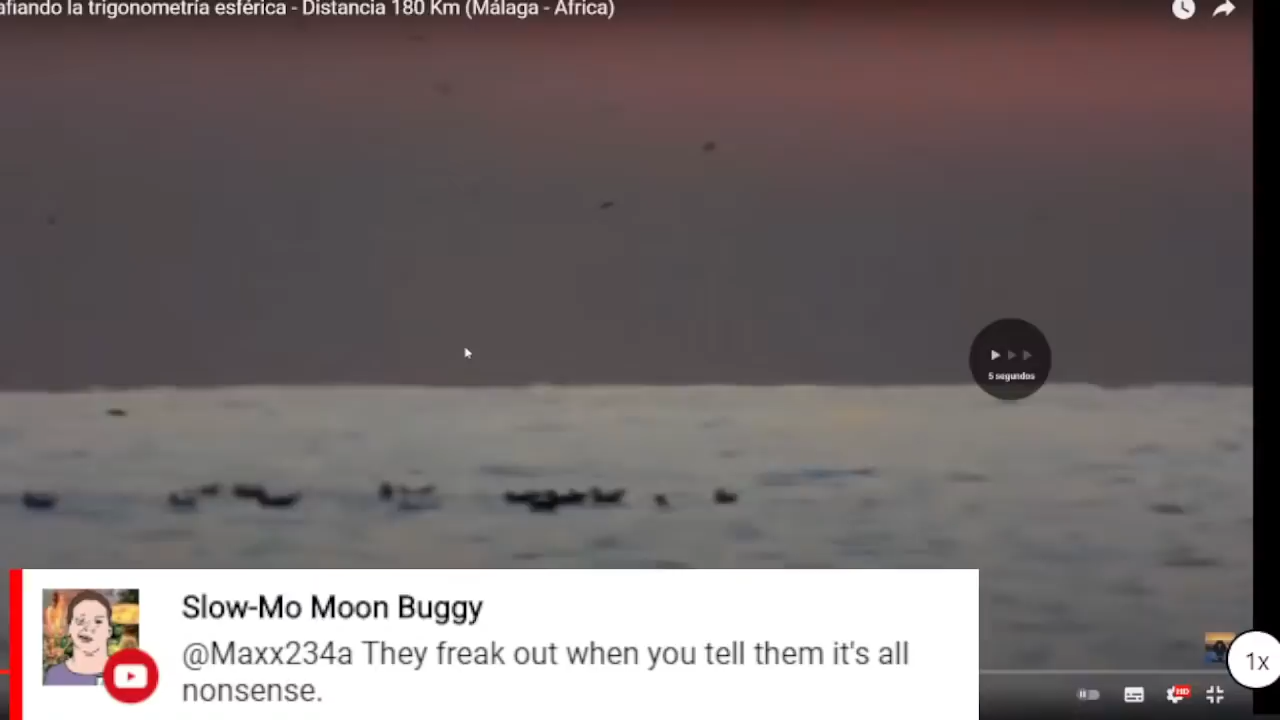 afiando la trigonometría esférica - Distancia 180 Km (Málaga - Africa)
5 segundos
Slow-Mo Moon Buggy
@Maxx234a They freak out when you tell them it's all
nonsense.
1x
HD